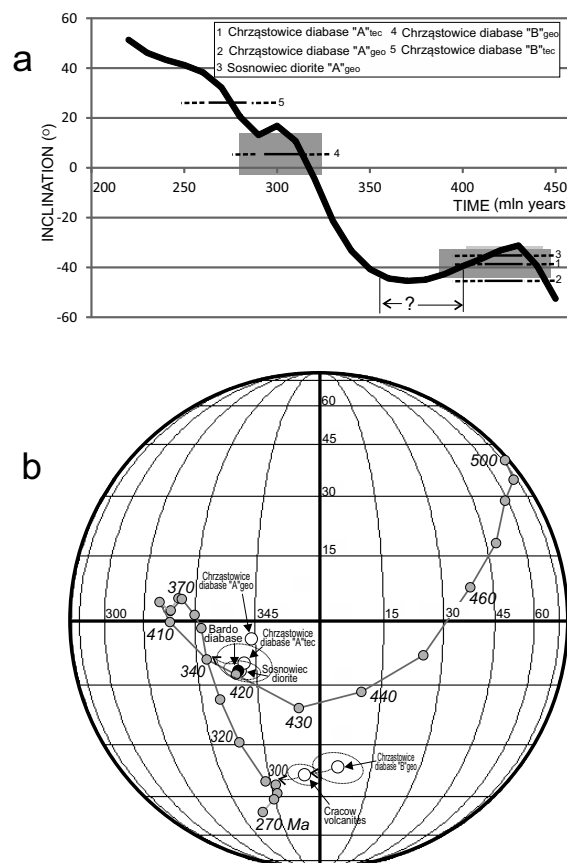 a
1 Chrząstowice diabase "A"tec 4 Chrząstowice diabase "B"geo
2 Chrząstowice diabase "A"geo 5 Chrząstowice diabase "B"tec
3 Sosnowiec diorite "A"geo
INCLINATION (º)
60
40
20
0
-20
-40
-60
5
4
200 250 300 350 400 450
TIME (mln years)
3
1
2
?
b
60
45
30
15
500
460
370
Chrząstowice
diabase "A"geo
300 345 15 30 45 60
410
Bardo
diabase
Chrząstowice
diabase "A"tec
340
Sosnowiec
diorite
420
440
430
320
300
Chrząstowice
diabase "B"geo
Cracow
volcanites
270 Ma